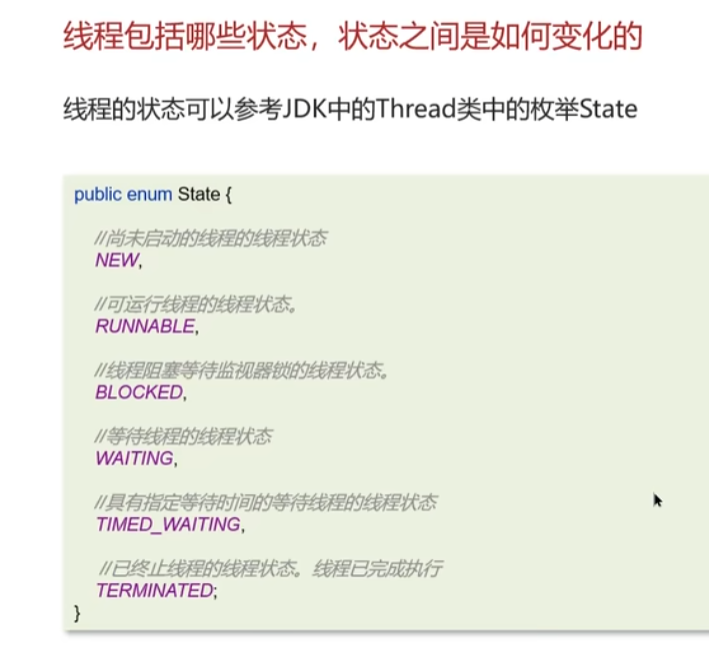 线程包括哪些状态，状态之间是如何变化的
线程的状态可以参考JDK中的Thread类中的枚举State
public enum State {
//尚未启动的线程的线程状态
NEW,
//可运行线程的线程状态。
RUNNABLE,
//线程阻塞等待监视器锁的线程状态。
BLOCKED,
//等待线程的线程状态
WAITING,
//具有指定等待时间的等待线程的线程状态
TIMED_WAITING,
//已终止线程的线程状态。线程已完成执行
TERMINATED;
}